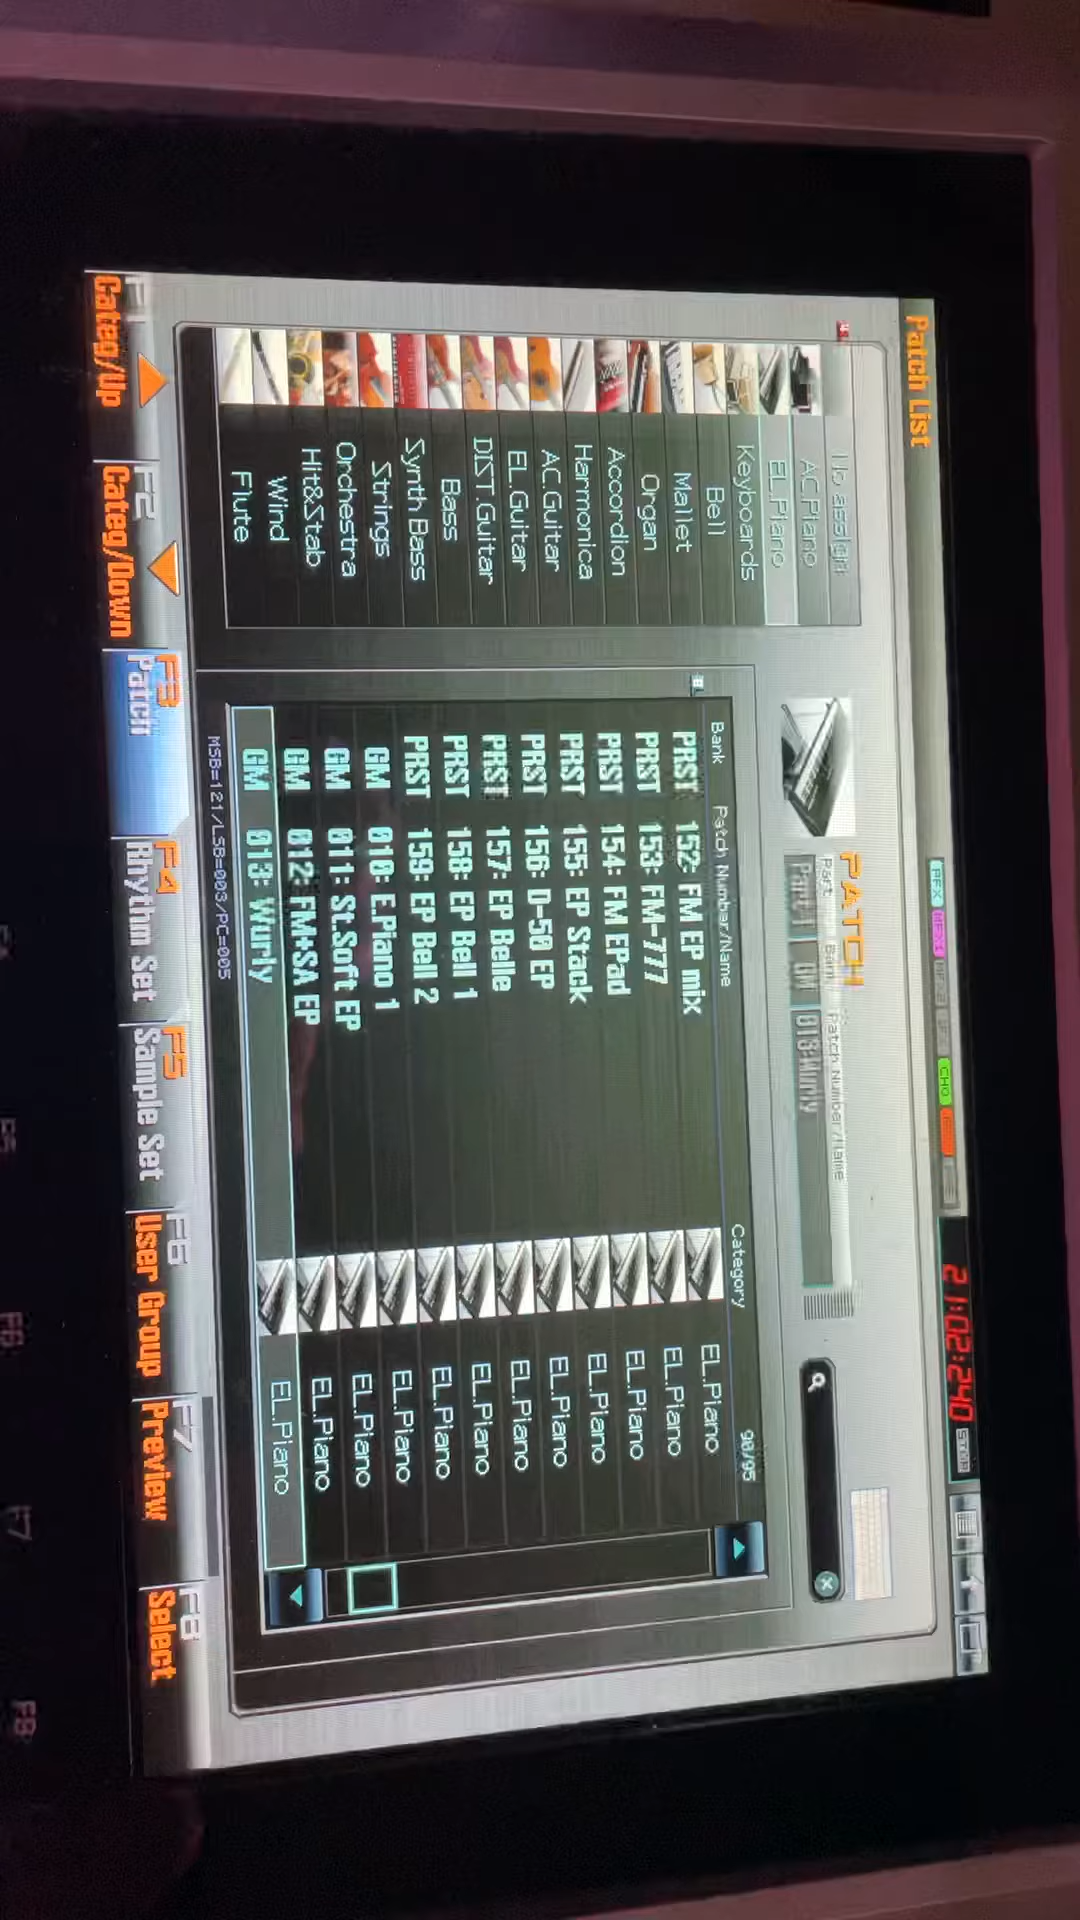 Patch List
PFX
CHO
21:02:240
STOP
PATCH
Part
Bank
Patch Number/Name
Part 1
GM
013:Wurly
No assign
AC.Piano
EL.Piano
Keyboards
Bell
Mallet
Organ
Accordion
Harmonica
AC.Guitar
EL.Guitar
DIST.Guitar
Bass
Synth Bass
Strings
Orchestra
Hit&Stab
Wind
Flute
Bank Patch Number/Name Category 90/95
PRST 152: FM EP mix EL.Piano
PRST 153: FM-777 EL.Piano
PRST 154: FM EPad EL.Piano
PRST 155: EP Stack EL.Piano
PRST 156: D-50 EP EL.Piano
PRST 157: EP Belle EL.Piano
PRST 158: EP Bell 1 EL.Piano
PRST 159: EP Bell 2 EL.Piano
GM 010: E.Piano 1 EL.Piano
GM 011: St.Soft EP EL.Piano
GM 012: FM+SA EP EL.Piano
GM 013: Wurly EL.Piano
MSB=121/LSB=003/PC=005
F1
Categ/Up
F2
Categ/Down
F3
Patch
F4
Rhythm Set
F5
Sample Set
F6
User Group
F7
Preview
F8
Select
F5
F6
F7
F8